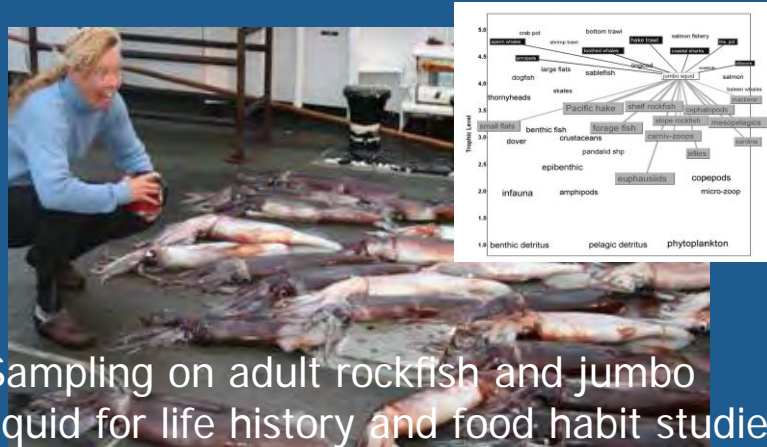 5.0
crab pot
bottom trawl
salmon fishery
sperm whales
shrimp trawl
hake trawl
4.5
toothed whales
coastal sharks
pinnipeds
large flats
lingcod
dogfish
sablefish
jumbo squid
salmon
4.0
skates
baleen whales
thornyheads
mackerel
Pacific hake
shelf rockfish
cephalopods
3.5
Trophic Level
slope rockfish
mesopelagics
small flats
benthic fish
forage fish
3.0
dover
crustaceans
carniv-zoops
sardine
pandalid shp
jellies
2.5
epibenthic
euphausiids
copepods
2.0
infauna
amphipods
micro-zoop
1.5
1.0
benthic detritus
pelagic detritus
phytoplankton
Sampling on adult rockfish and jumbo
quid for life history and food habit studie